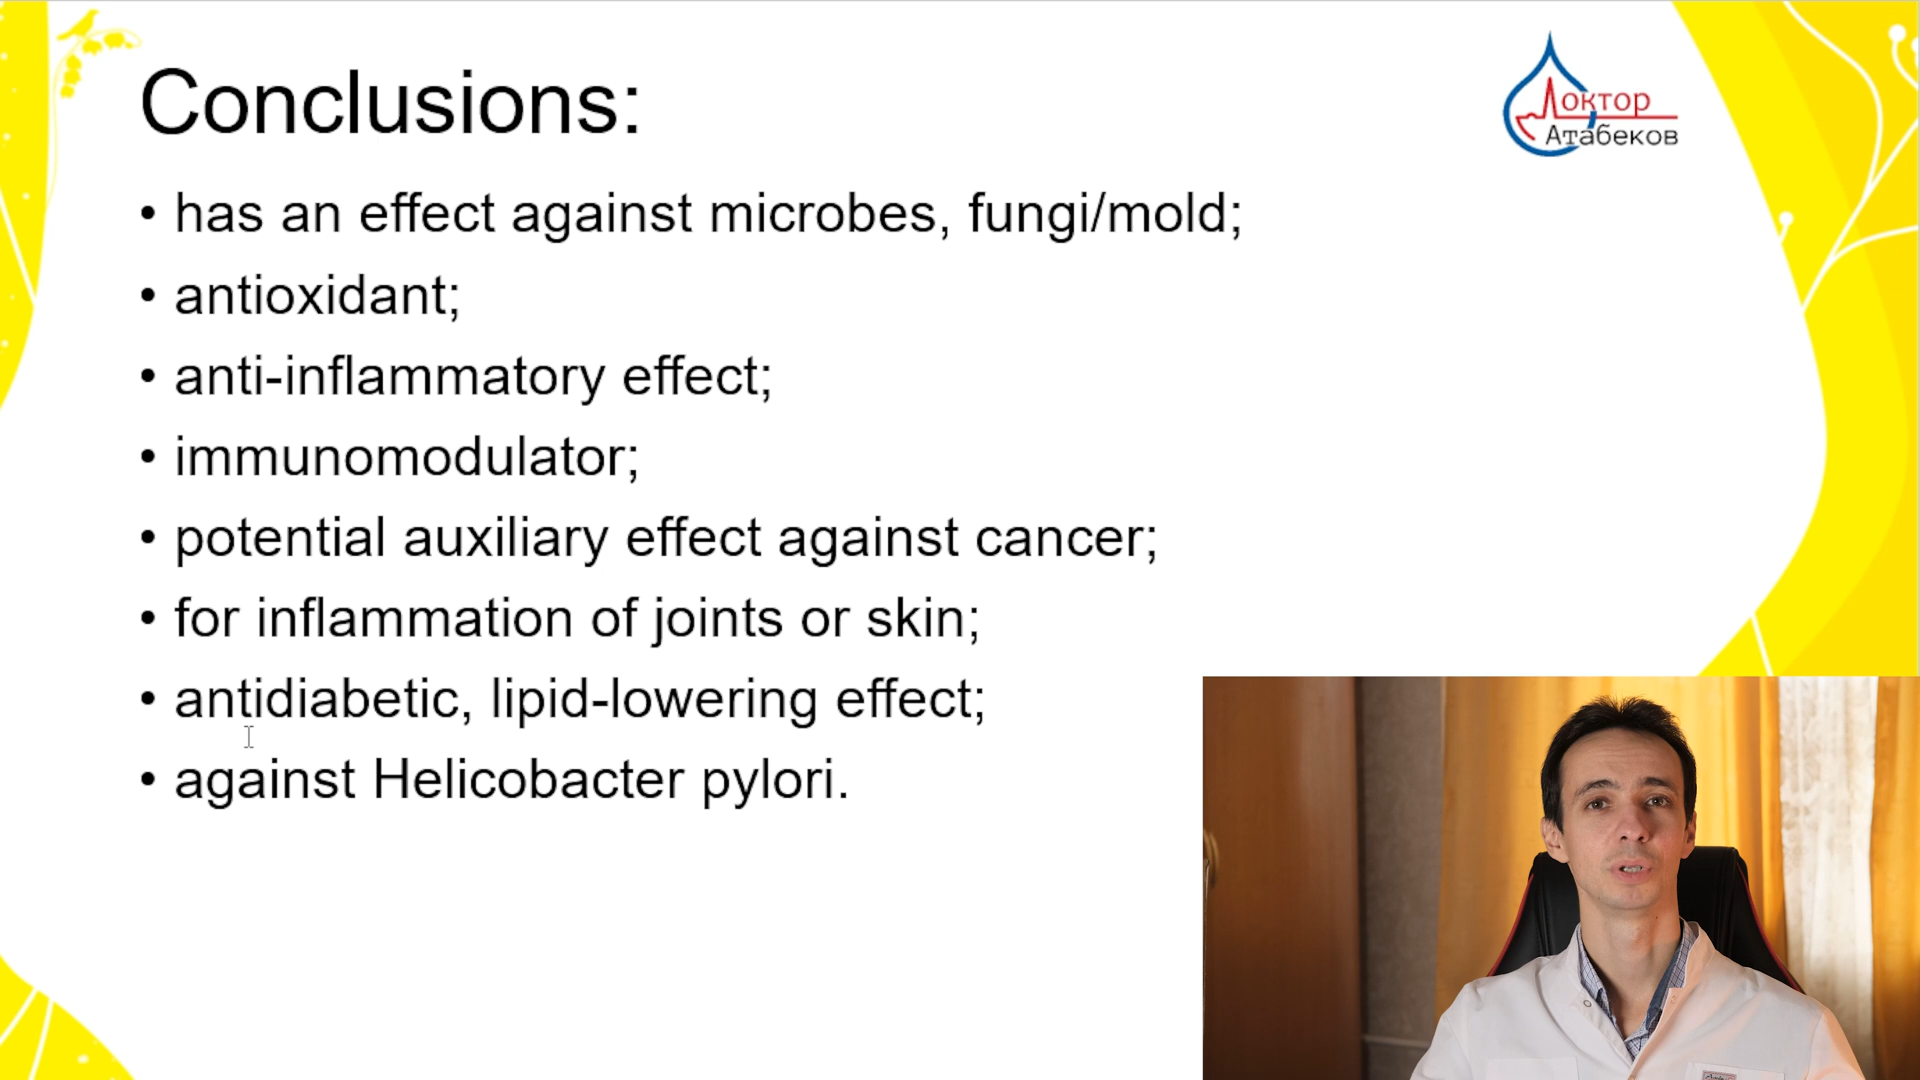 Conclusions:
Доктор
Атабеков
• has an effect against microbes, fungi/mold;
• antioxidant;
• anti-inflammatory effect;
• immunomodulator;
• potential auxiliary effect against cancer;
• for inflammation of joints or skin;
• antidiabetic, lipid-lowering effect;
• against Helicobacter pylori.